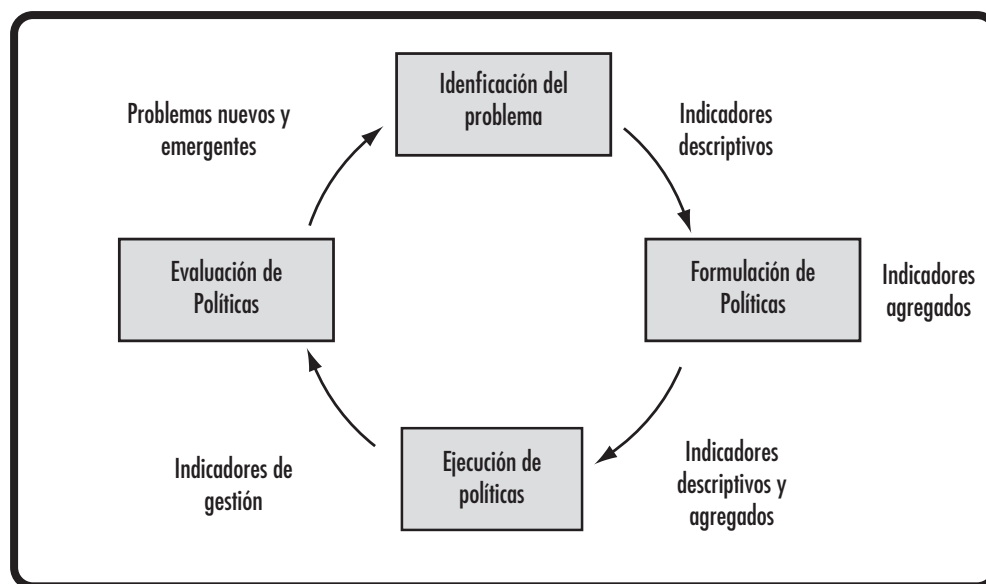 Idenficación del
problema
Problemas nuevos y
emergentes
Indicadores
descriptivos
Evaluación de
Políticas
Formulación de
Políticas
Indicadores
agregados
Ejecución de
políticas
Indicadores de
gestión
Indicadores
descriptivos y
agregados